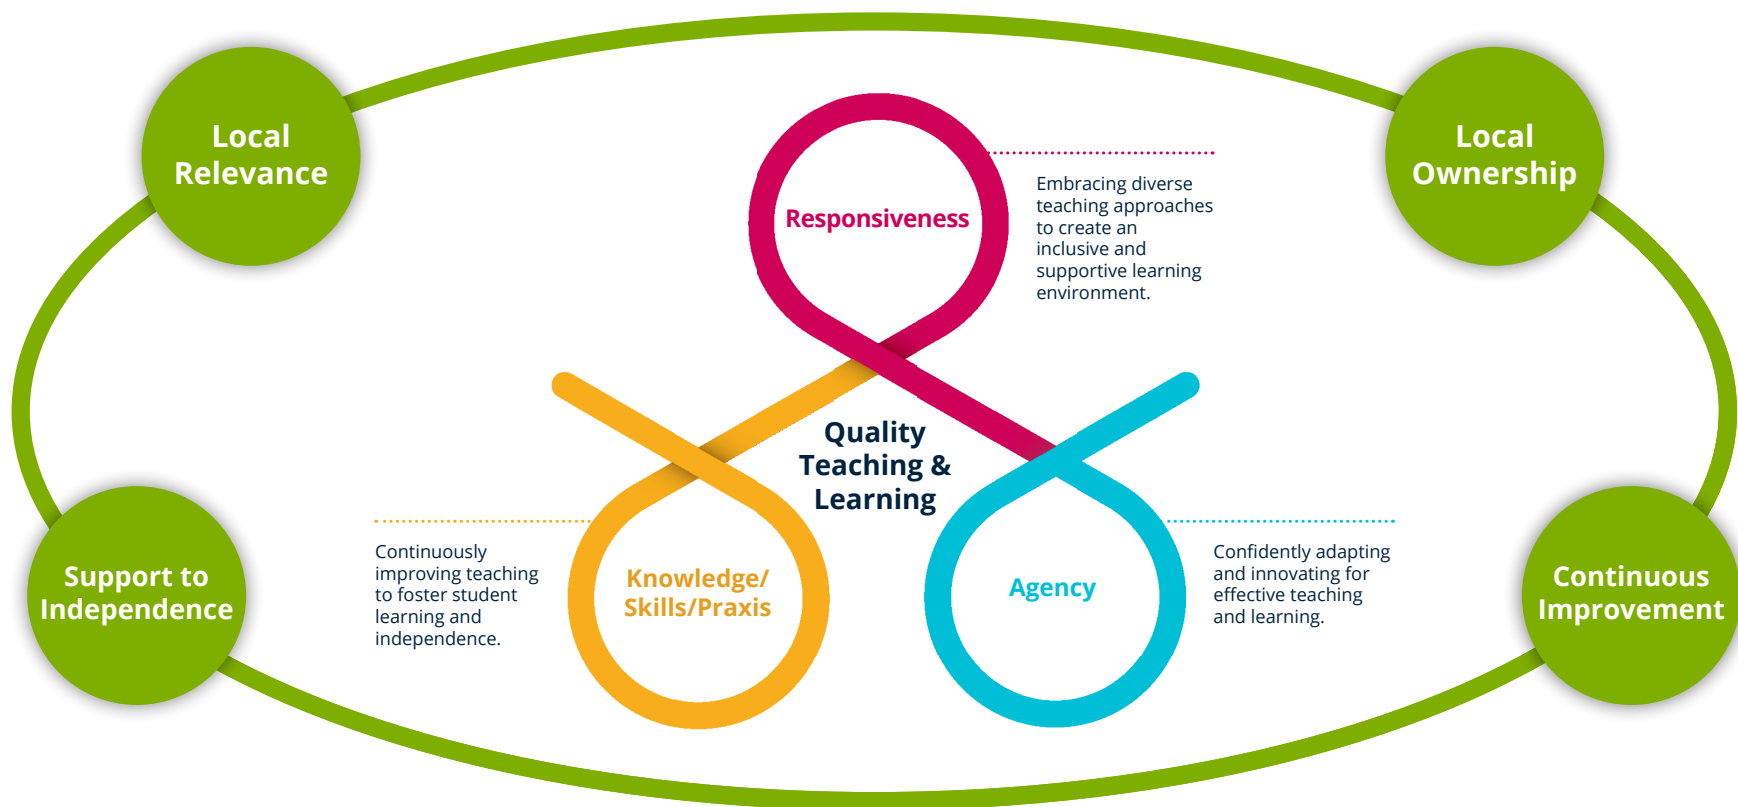 Local
Relevance
Local
Ownership
Responsiveness
Embracing diverse
teaching approaches
to create an
inclusive and
supportive learning
environment.
Quality
Teaching &
Learning
Support to
Independence
Continuously
improving teaching
to foster student
learning and
independence.
Knowledge/
Skills/Praxis
Agency
Confidently adapting
and innovating for
effective teaching
and learning.
Continuous
Improvement